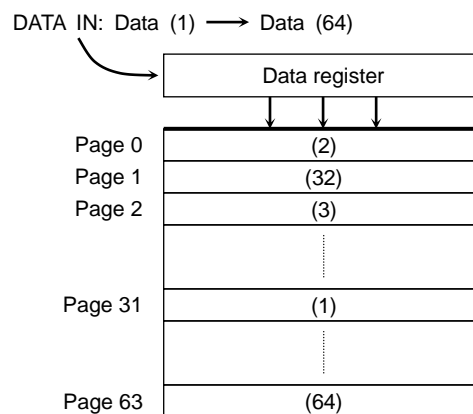 DATA IN: Data (1) Data (64)
Data register
Page 0 (2)
Page 1 (32)
Page 2 (3)
Page 31 (1)
Page 63 (64)